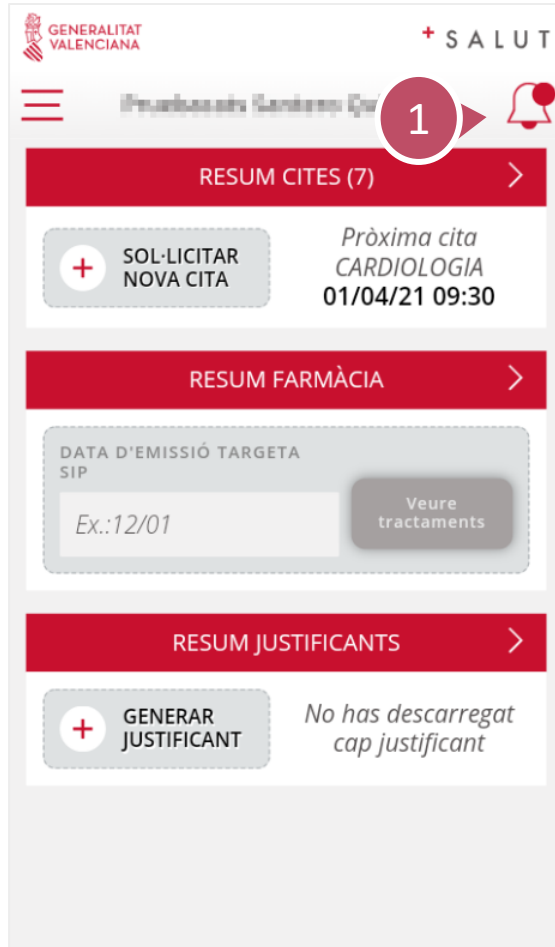 GENERALITAT
VALENCIANA
+ SALUT
1
RESUM CITES (7)
SOL·LICITAR
NOVA CITA
Pròxima cita
CARDIOLOGIA
01/04/21 09:30
RESUM FARMÀCIA
DATA D'EMISSIÓ TARGETA
SIP
Ex.:12/01
Veure
tractaments
RESUM JUSTIFICANTS
GENERAR
JUSTIFICANT
No has descarregat
cap justificant